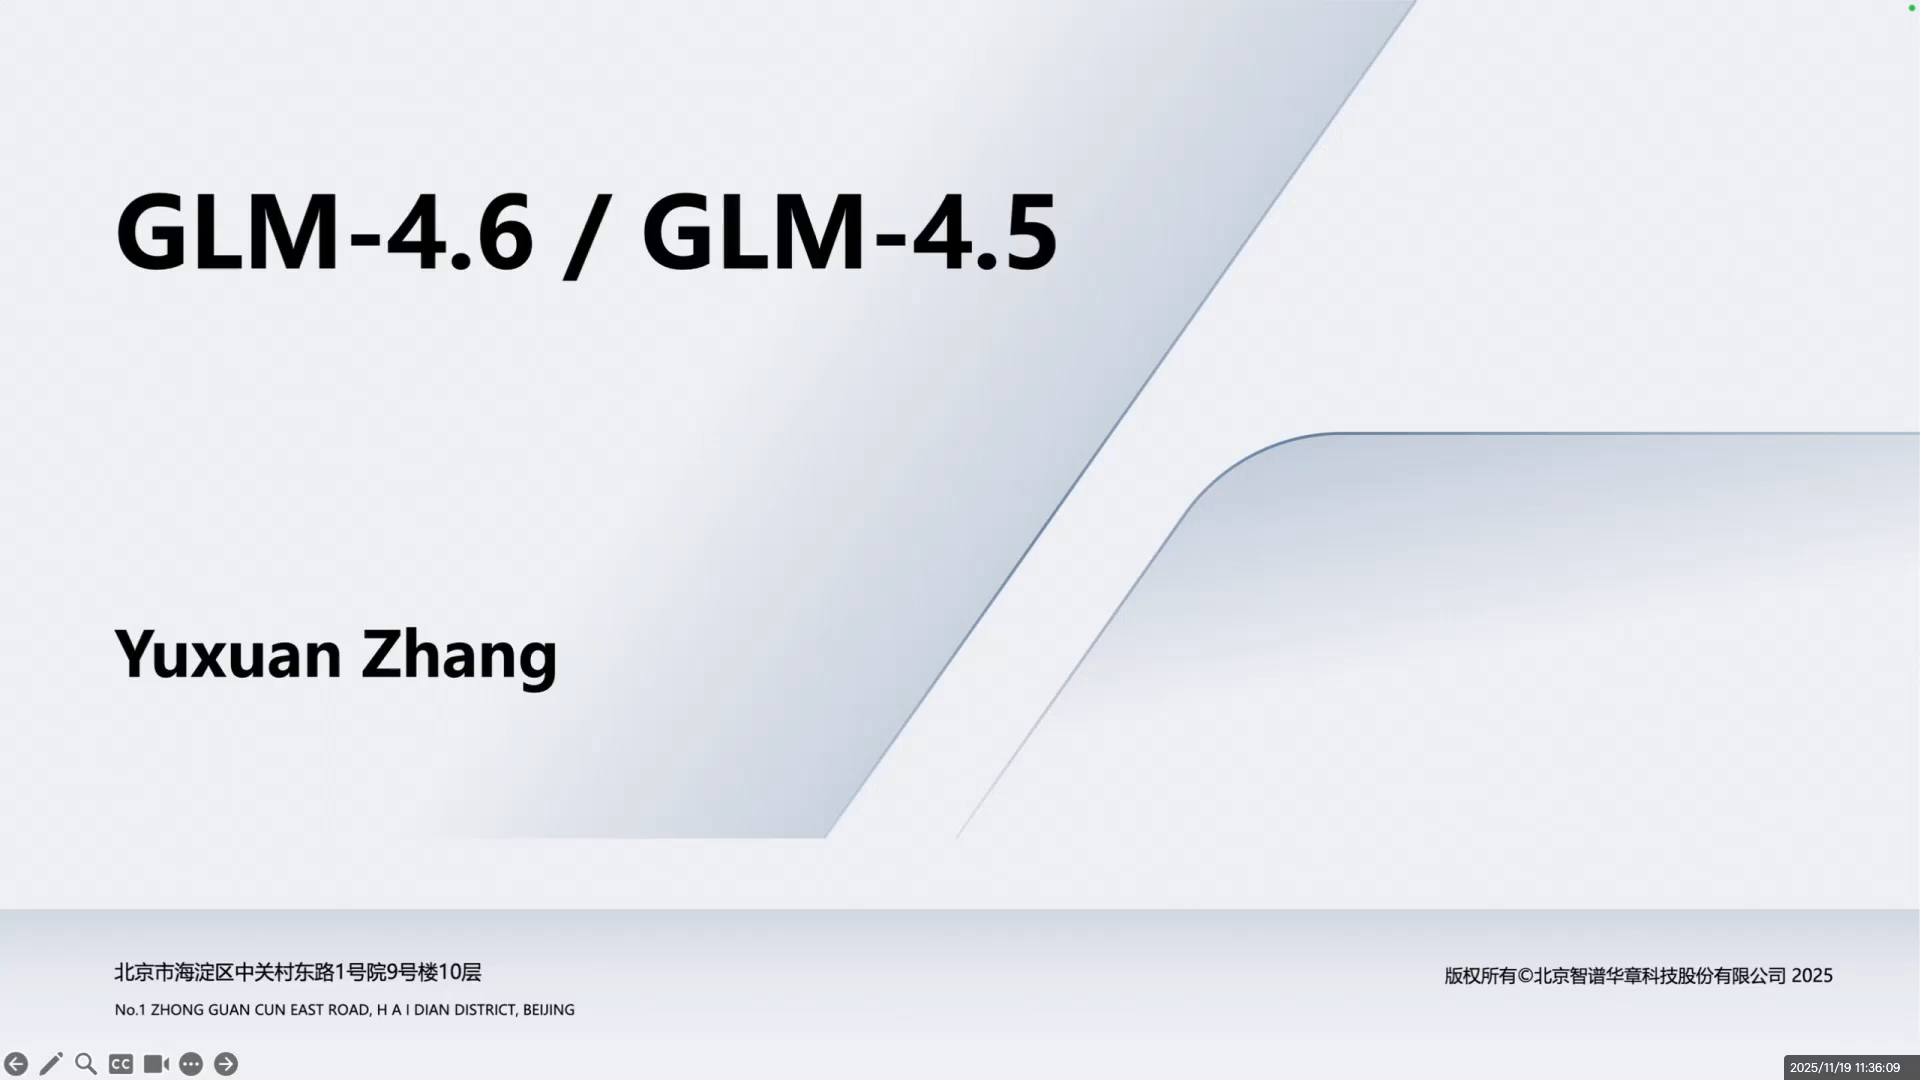 GLM-4.6 / GLM-4.5
Yuxuan Zhang
北京市海淀区中关村东路1号院9号楼10层
No.1 ZHONG GUAN CUN EAST ROAD, H A I DIAN DISTRICT, BEIJING
版权所有©北京智谱华章科技股份有限公司 2025
CC
2025/11/19 11:36:09